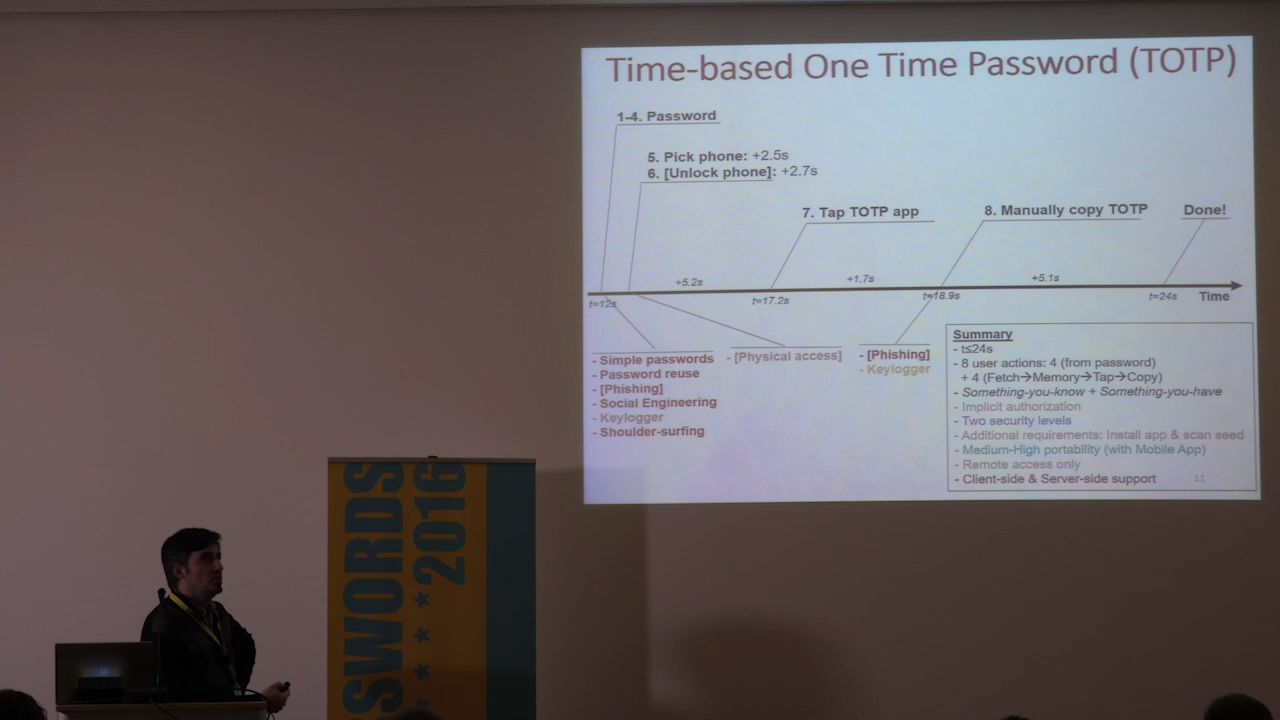 Time-based One Time Password (TOTP)
1-4. Password
5. Pick phone: +2.5s
6. [Unlock phone]: +2.7s
7. Tap TOTP app
8. Manually copy TOTP
Done!
+5.2s
+1.7s
+5.1s
t=12s
t=17.2s
t=18.9s
t=24s
Time
- Simple passwords
- Password reuse
- [Phishing]
- Social Engineering
- Keylogger
- Shoulder-surfing
- [Physical access]
- [Phishing]
- Keylogger
Summary
- t≤24s
- 8 user actions: 4 (from password)
+ 4 (Fetch→Memory→Tap→Copy)
- Something-you-know + Something-you-have
- Implicit authorization
- Two security levels
- Additional requirements: Install app & scan seed
- Medium-High portability (with Mobile App)
- Remote access only
- Client-side & Server-side support
11
SWORDS
2016
****